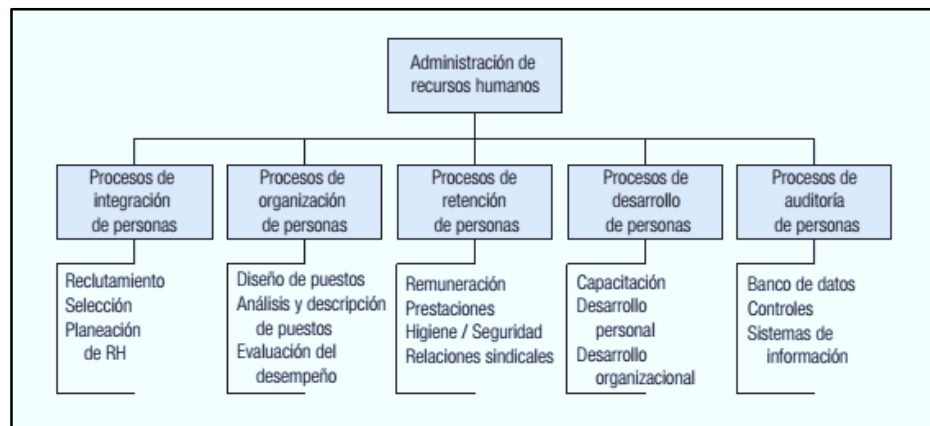 Administración de
recursos humanos
Procesos de
integración
de personas
Procesos de
organización
de personas
Procesos de
retención de
personas
Procesos de
desarrollo
de personas
Procesos de
auditoría
de personas
Reclutamiento
Selección
Planeación
de RH
Diseño de puestos
Análisis y descripción
de puestos
Evaluación del
desempeño
Remuneración
Prestaciones
Higiene / Seguridad
Relaciones sindicales
Capacitación
Desarrollo
personal
Desarrollo
organizacional
Banco de datos
Controles
Sistemas de
información